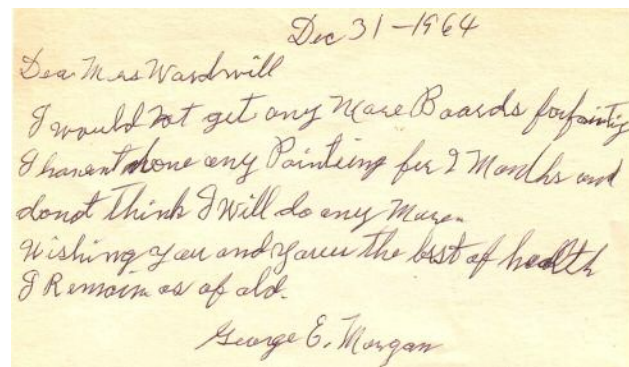 Dec 31-1964
Dear Mrs Wardwill
I would not get any More Boards for painting
I havent done any Painting for 2 Months and
donot think I Will do any More.
Wishing you and yours the best of health
I Remain as of old.
George E. Morgan